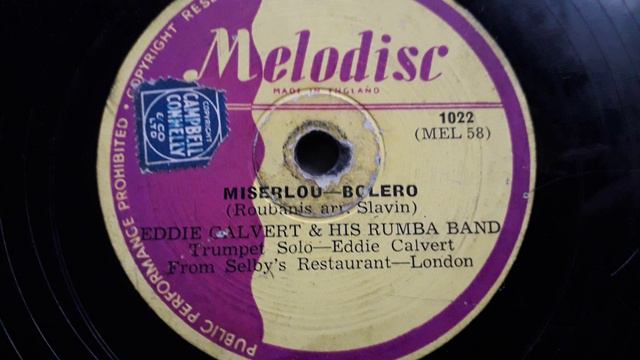 COPYRIGHT RES
Melodisc
MADE IN ENGLAND
1022
(MEL 58)
COPYRIGHT
CAMPBELL
CONNELLY
& CO
LTD
MISERLOU—BOLERO
(Roubanis arr. Slavin)
EDDIE CALVERT & HIS RUMBA BAND
Trumpet Solo—Eddie Calvert
From Selby's Restaurant—London
PUBLIC PERFORMANCE PROHIBITED •